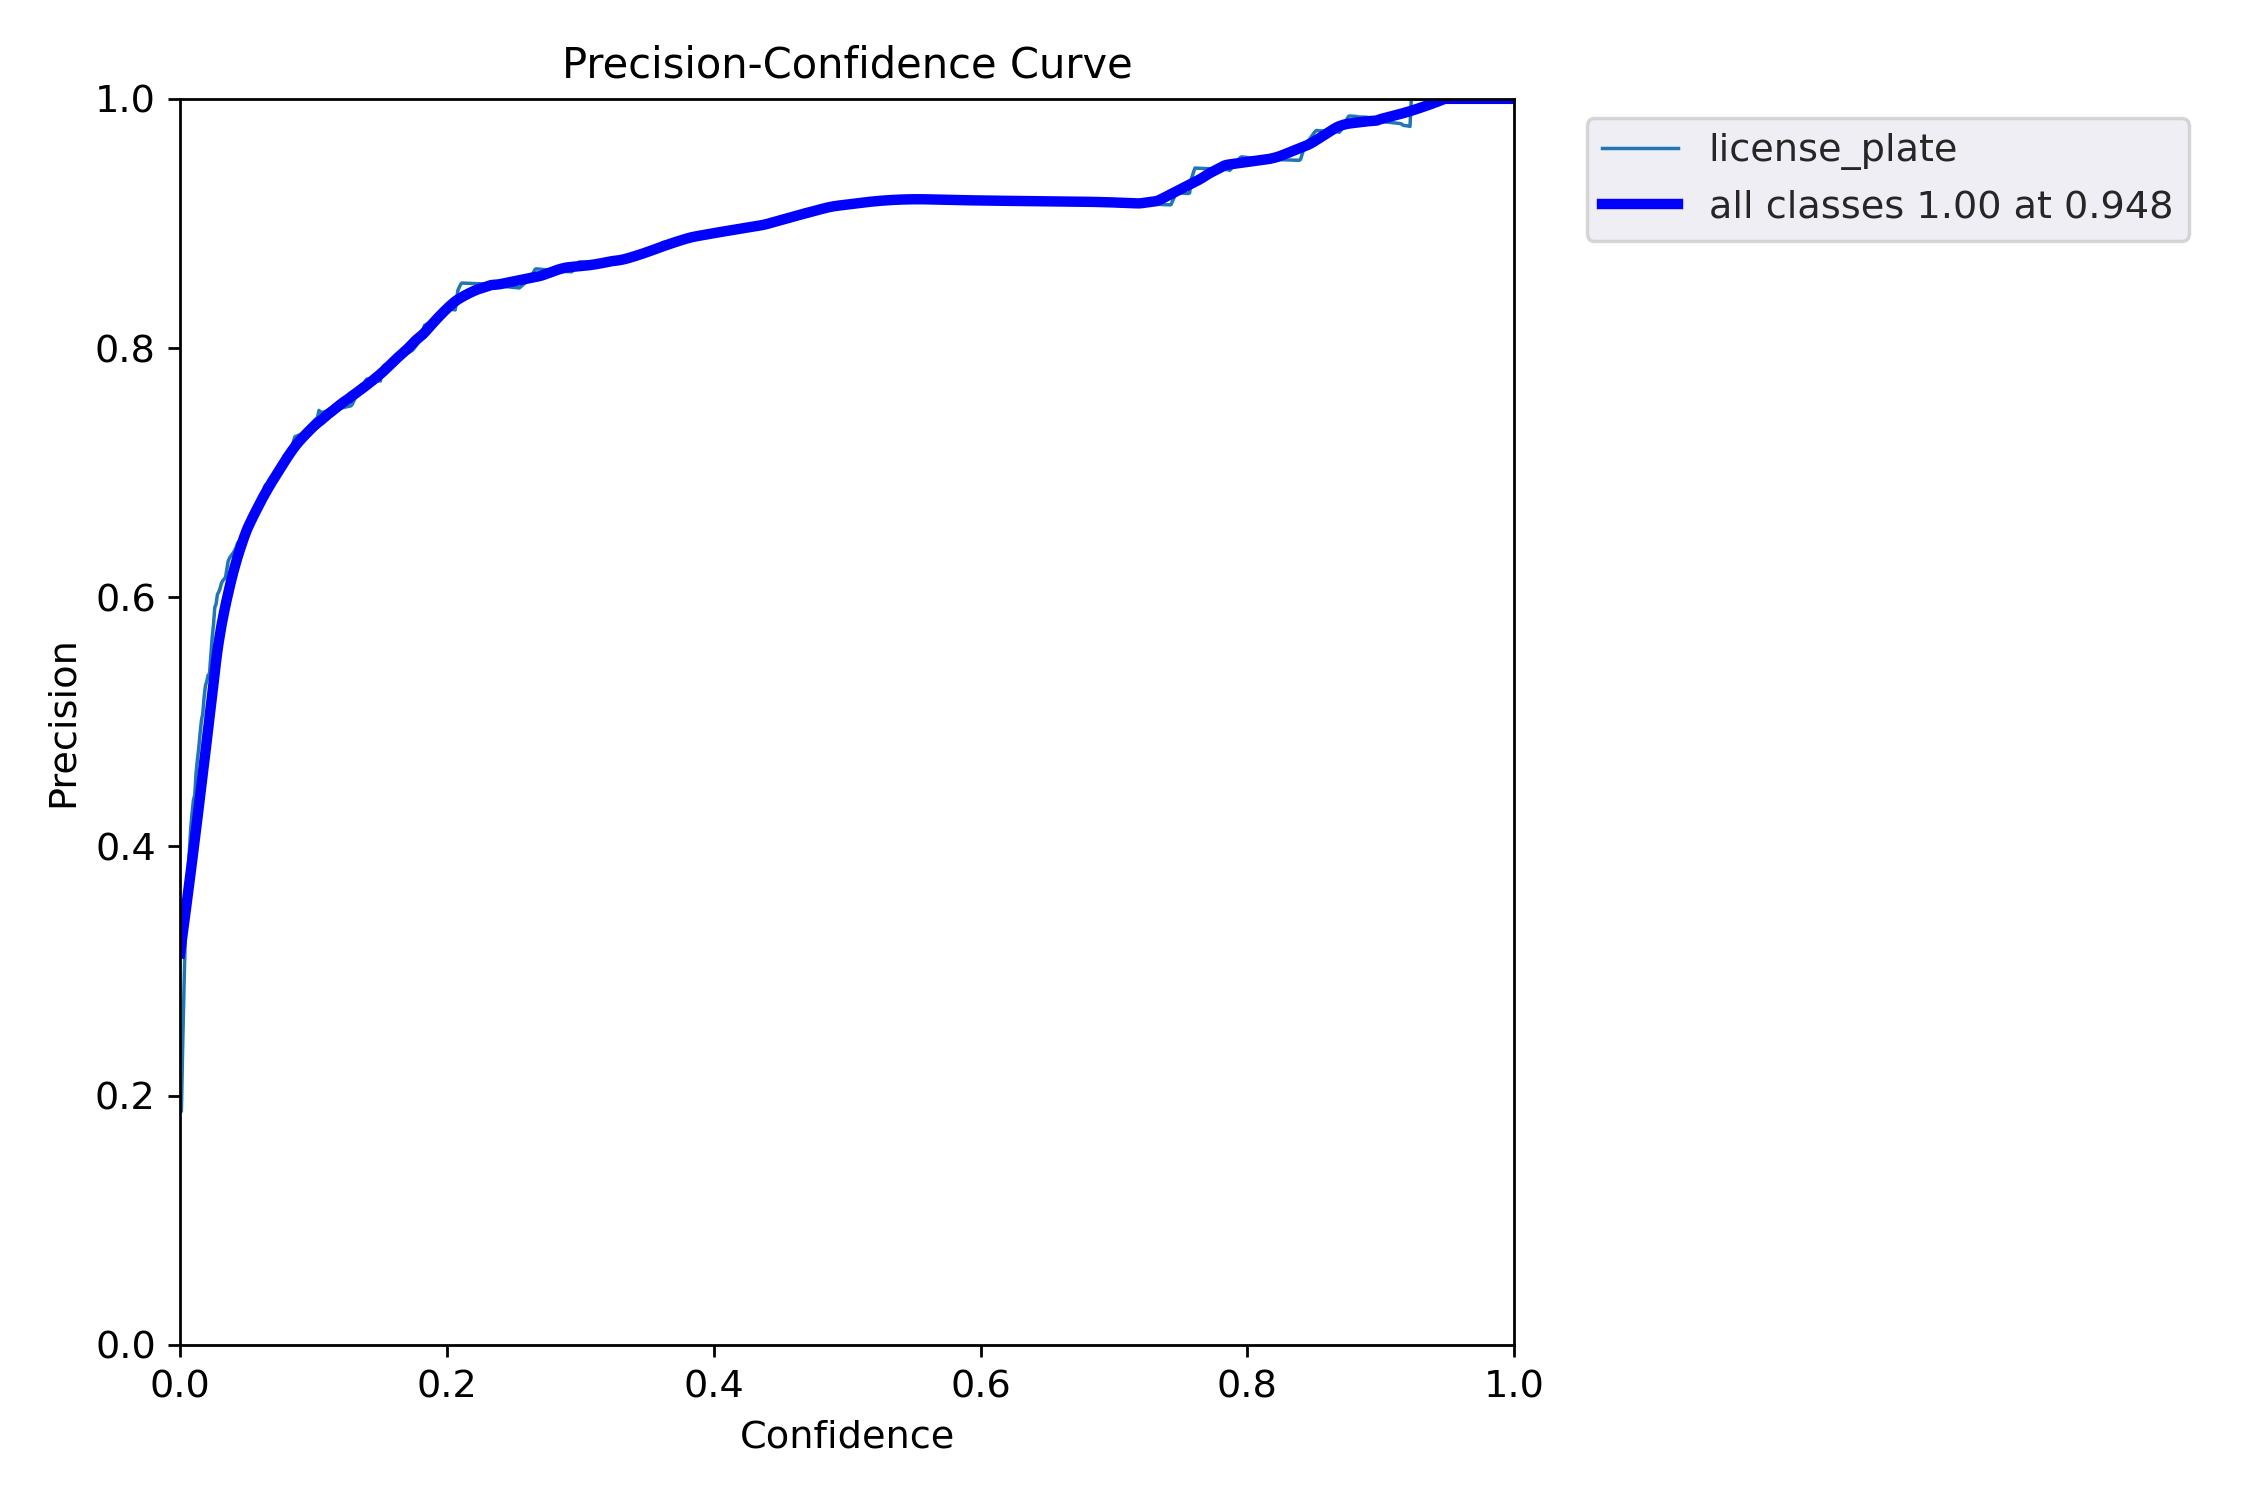 Precision-Confidence Curve
1.0
0.8
0.6
0.4
0.2
0.0
Precision
0.0 0.2 0.4 0.6 0.8 1.0
Confidence
license_plate
all classes 1.00 at 0.948